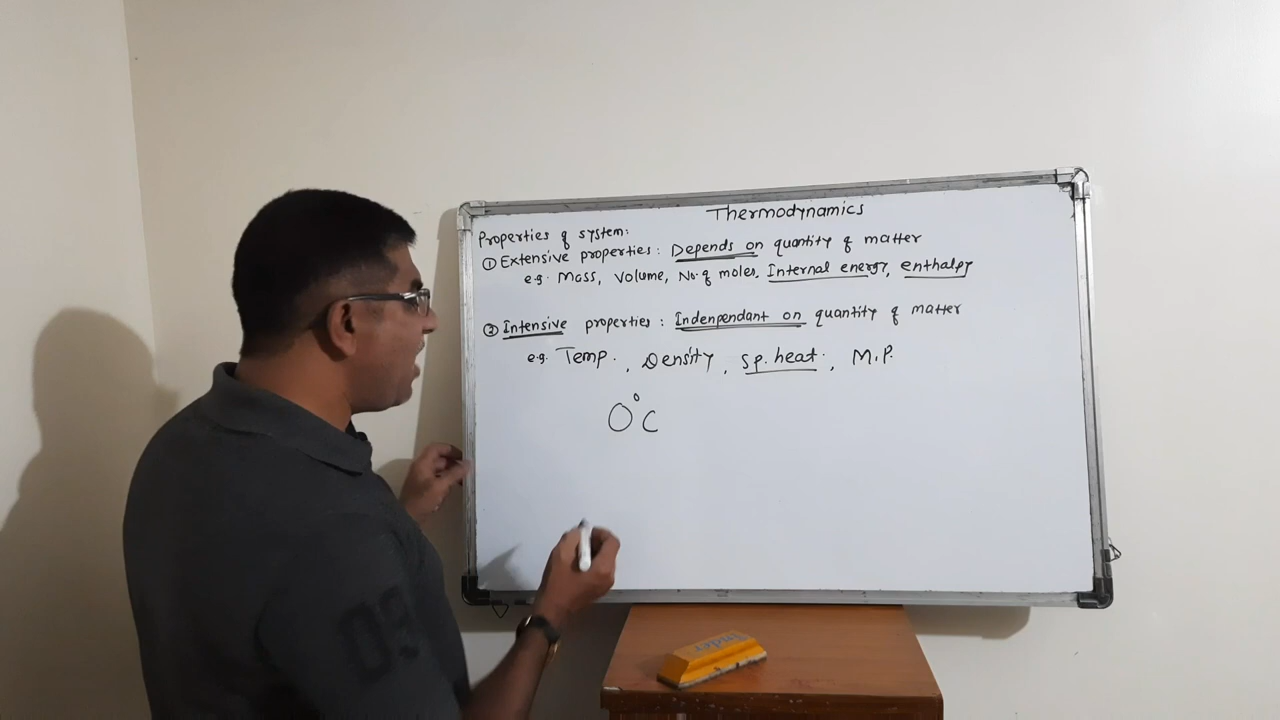 Thermodynamics
Properties of system:
① Extensive properties: Depends on quantity of matter
e.g. Mass, Volume, No. of moles, Internal energy, enthalpy
② Intensive properties: Indenpendant on quantity of matter
e.g. Temp., Density, Sp. heat, M.P.
0°C
03